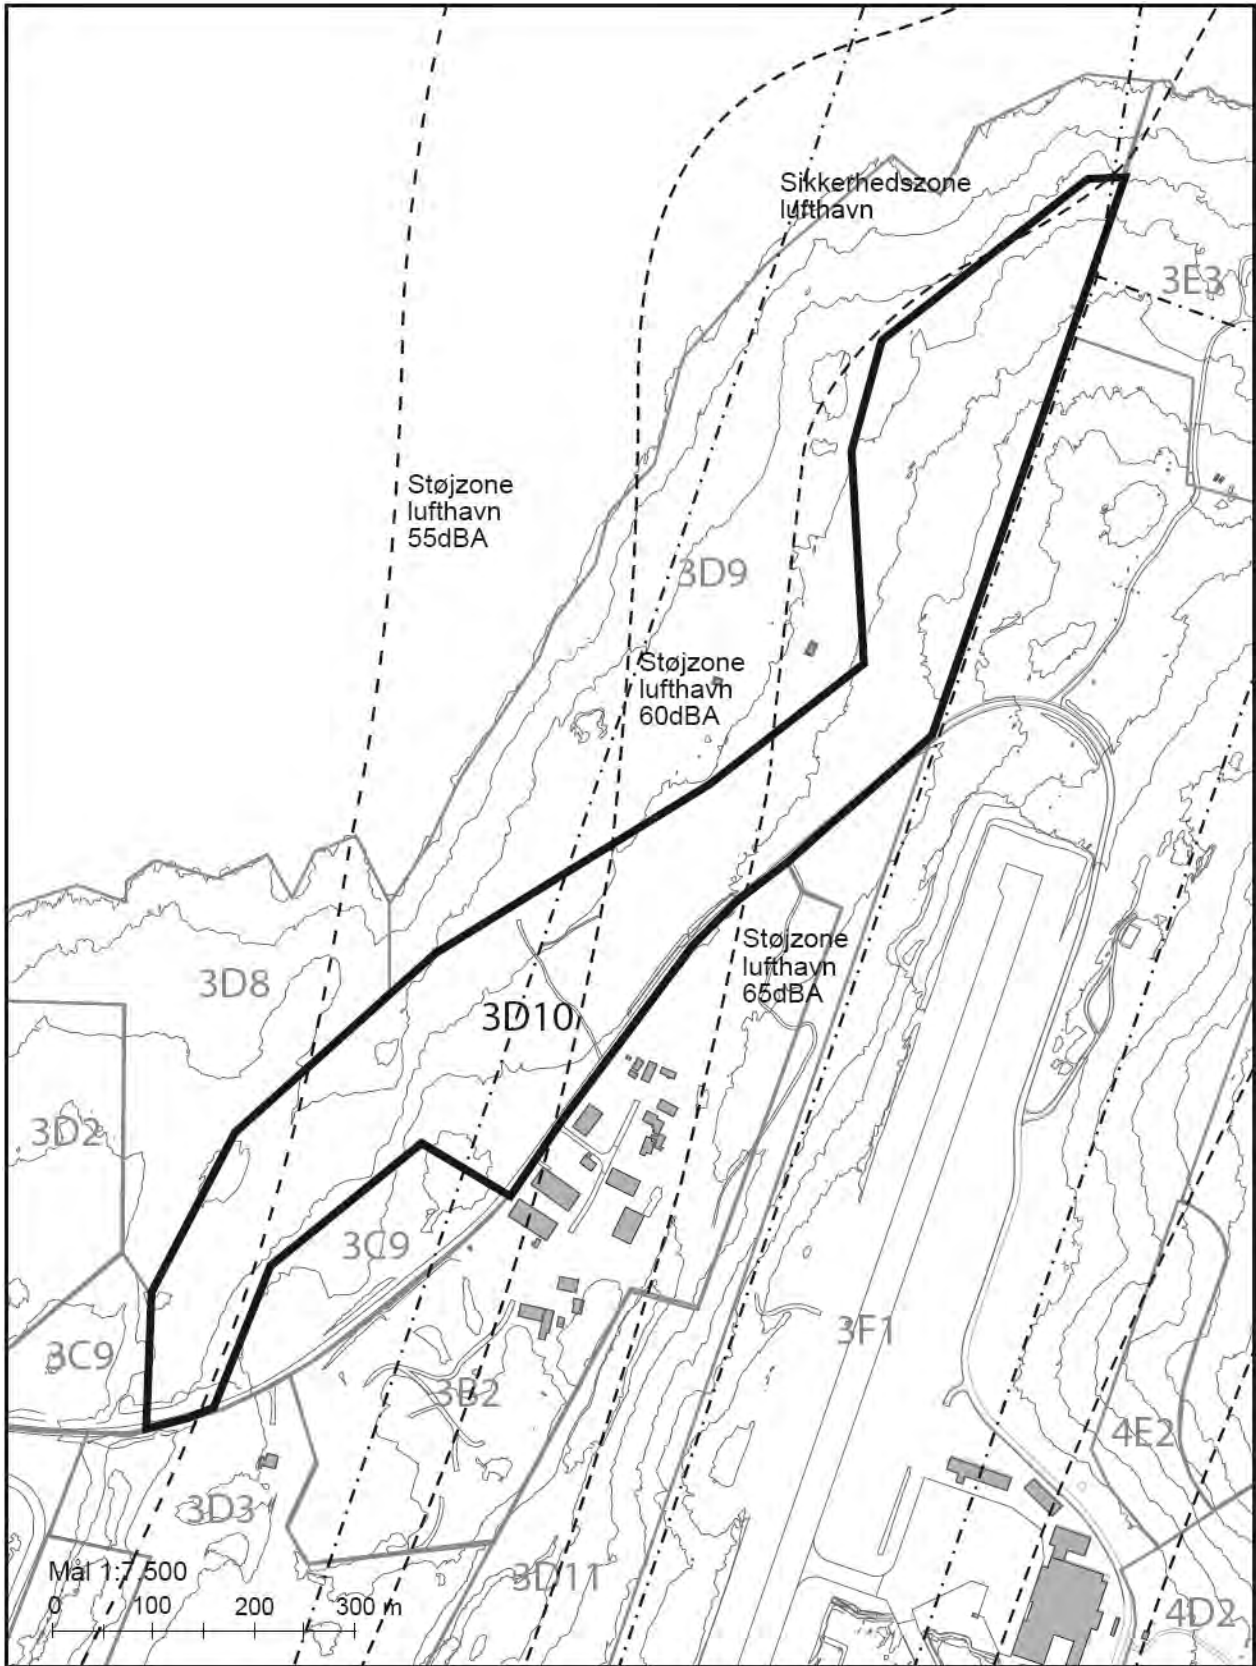 Sikkerhedszone
lufthavn
3E3
Støjzone
lufthavn
55dBA
3D9
Støjzone
lufthavn
60dBA
Støjzone
lufthavn
65dBA
3D8
3D10
3D2
3C9
3C9
3F1
3B2
4E2
3D3
3D11
4D2
Mål 1:7.500
0 100 200 300 m